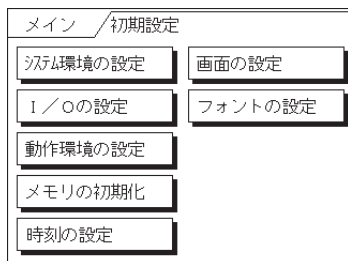 メイン ／初期設定
ｼｽﾃﾑ環境の設定
画面の設定
Ｉ／Ｏの設定
フォントの設定
動作環境の設定
メモリの初期化
時刻の設定